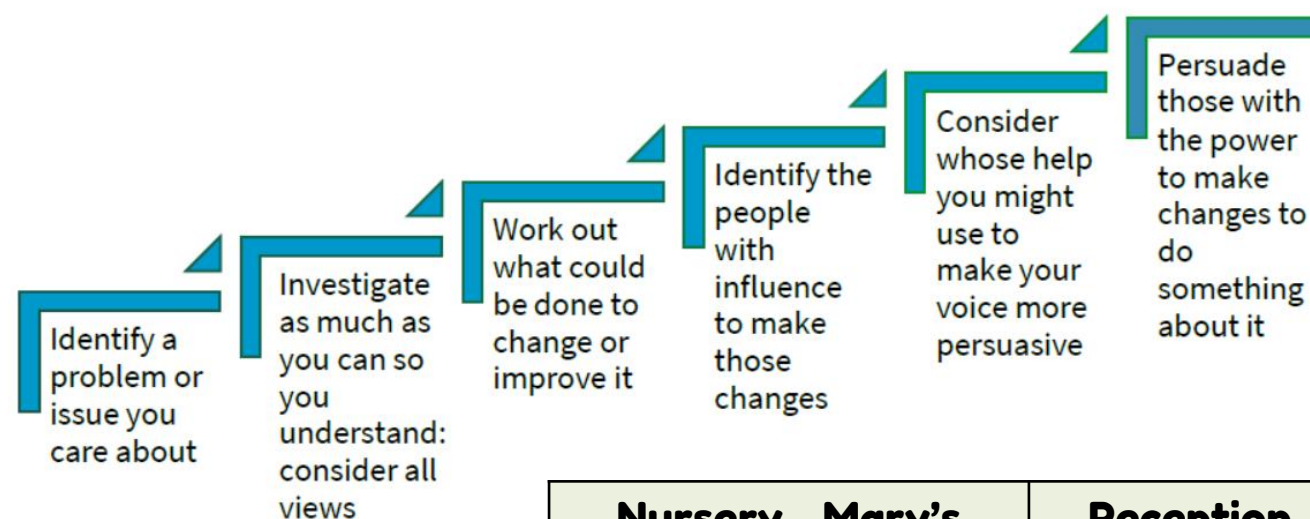 Identify a
problem or
issue you
care about
Investigate
as much as
you can so
you
understand:
consider all
views
Work out
what could
be done to
change or
improve it
Identify the
people
with
influence
to make
those
changes
Consider
whose help
you might
use to
make your
voice more
persuasive
Persuade
those with
the power
to make
changes to
do
something
about it
Nursery Mary's
Reception